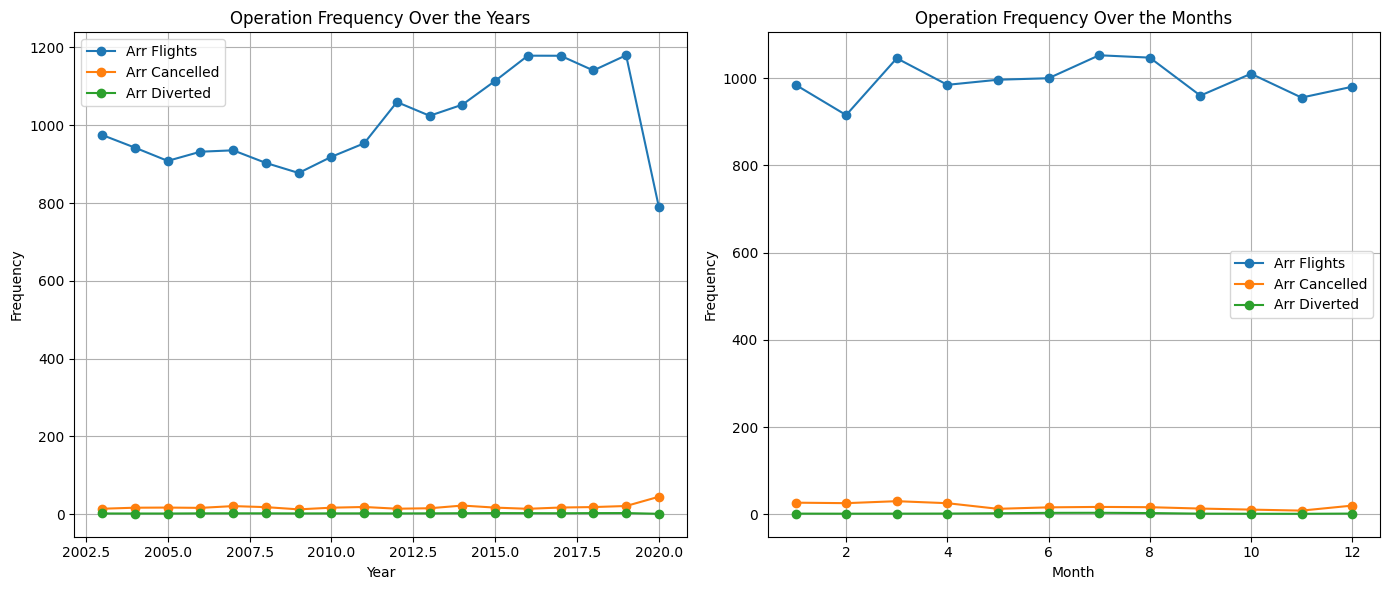 Operation Frequency Over the Years
Arr Flights
Arr Cancelled
Arr Diverted
1200
1000
800
600
400
200
0
Frequency
2002.5 2005.0 2007.5 2010.0 2012.5 2015.0 2017.5 2020.0
Year
Operation Frequency Over the Months
Arr Flights
Arr Cancelled
Arr Diverted
1000
800
600
400
200
0
Frequency
2 4 6 8 10 12
Month